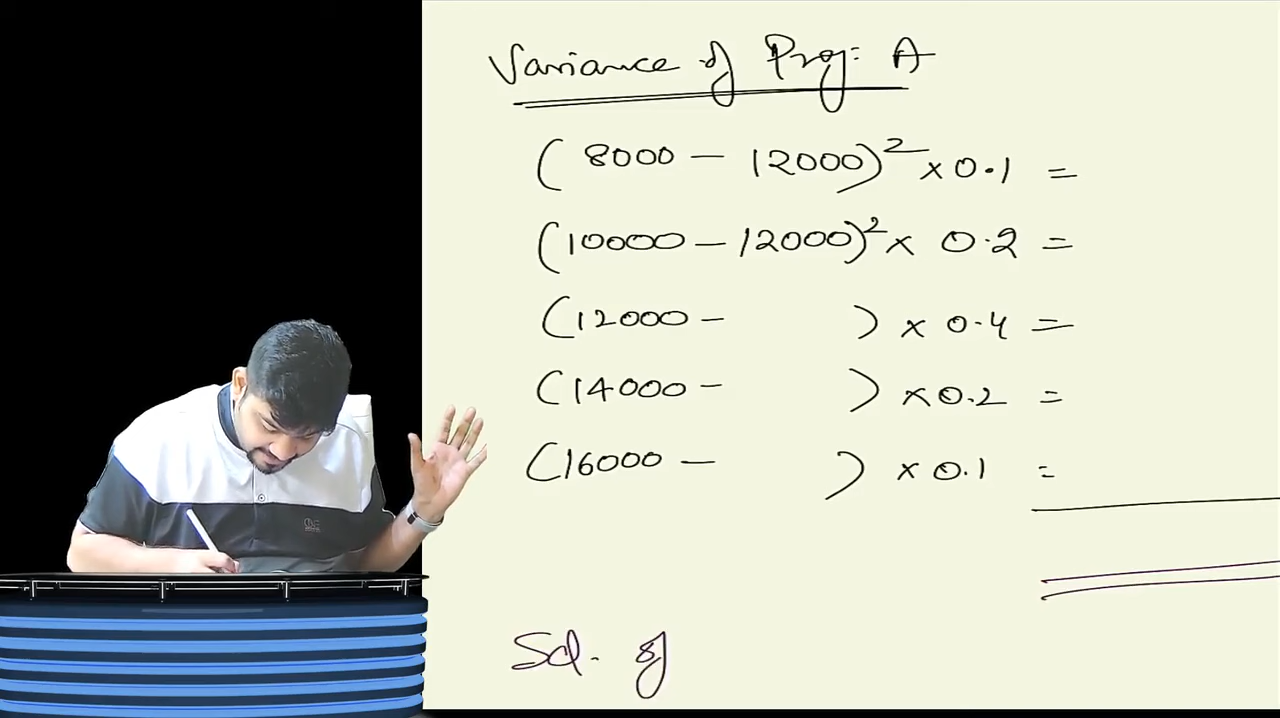 Variance of Proj: A
(8000 – 12000)² × 0.1 =
(10000 – 12000)² × 0.2 =
(12000 – ) × 0.4 =
(14000 – ) × 0.2 =
(16000 – ) × 0.1 =
Sd. of